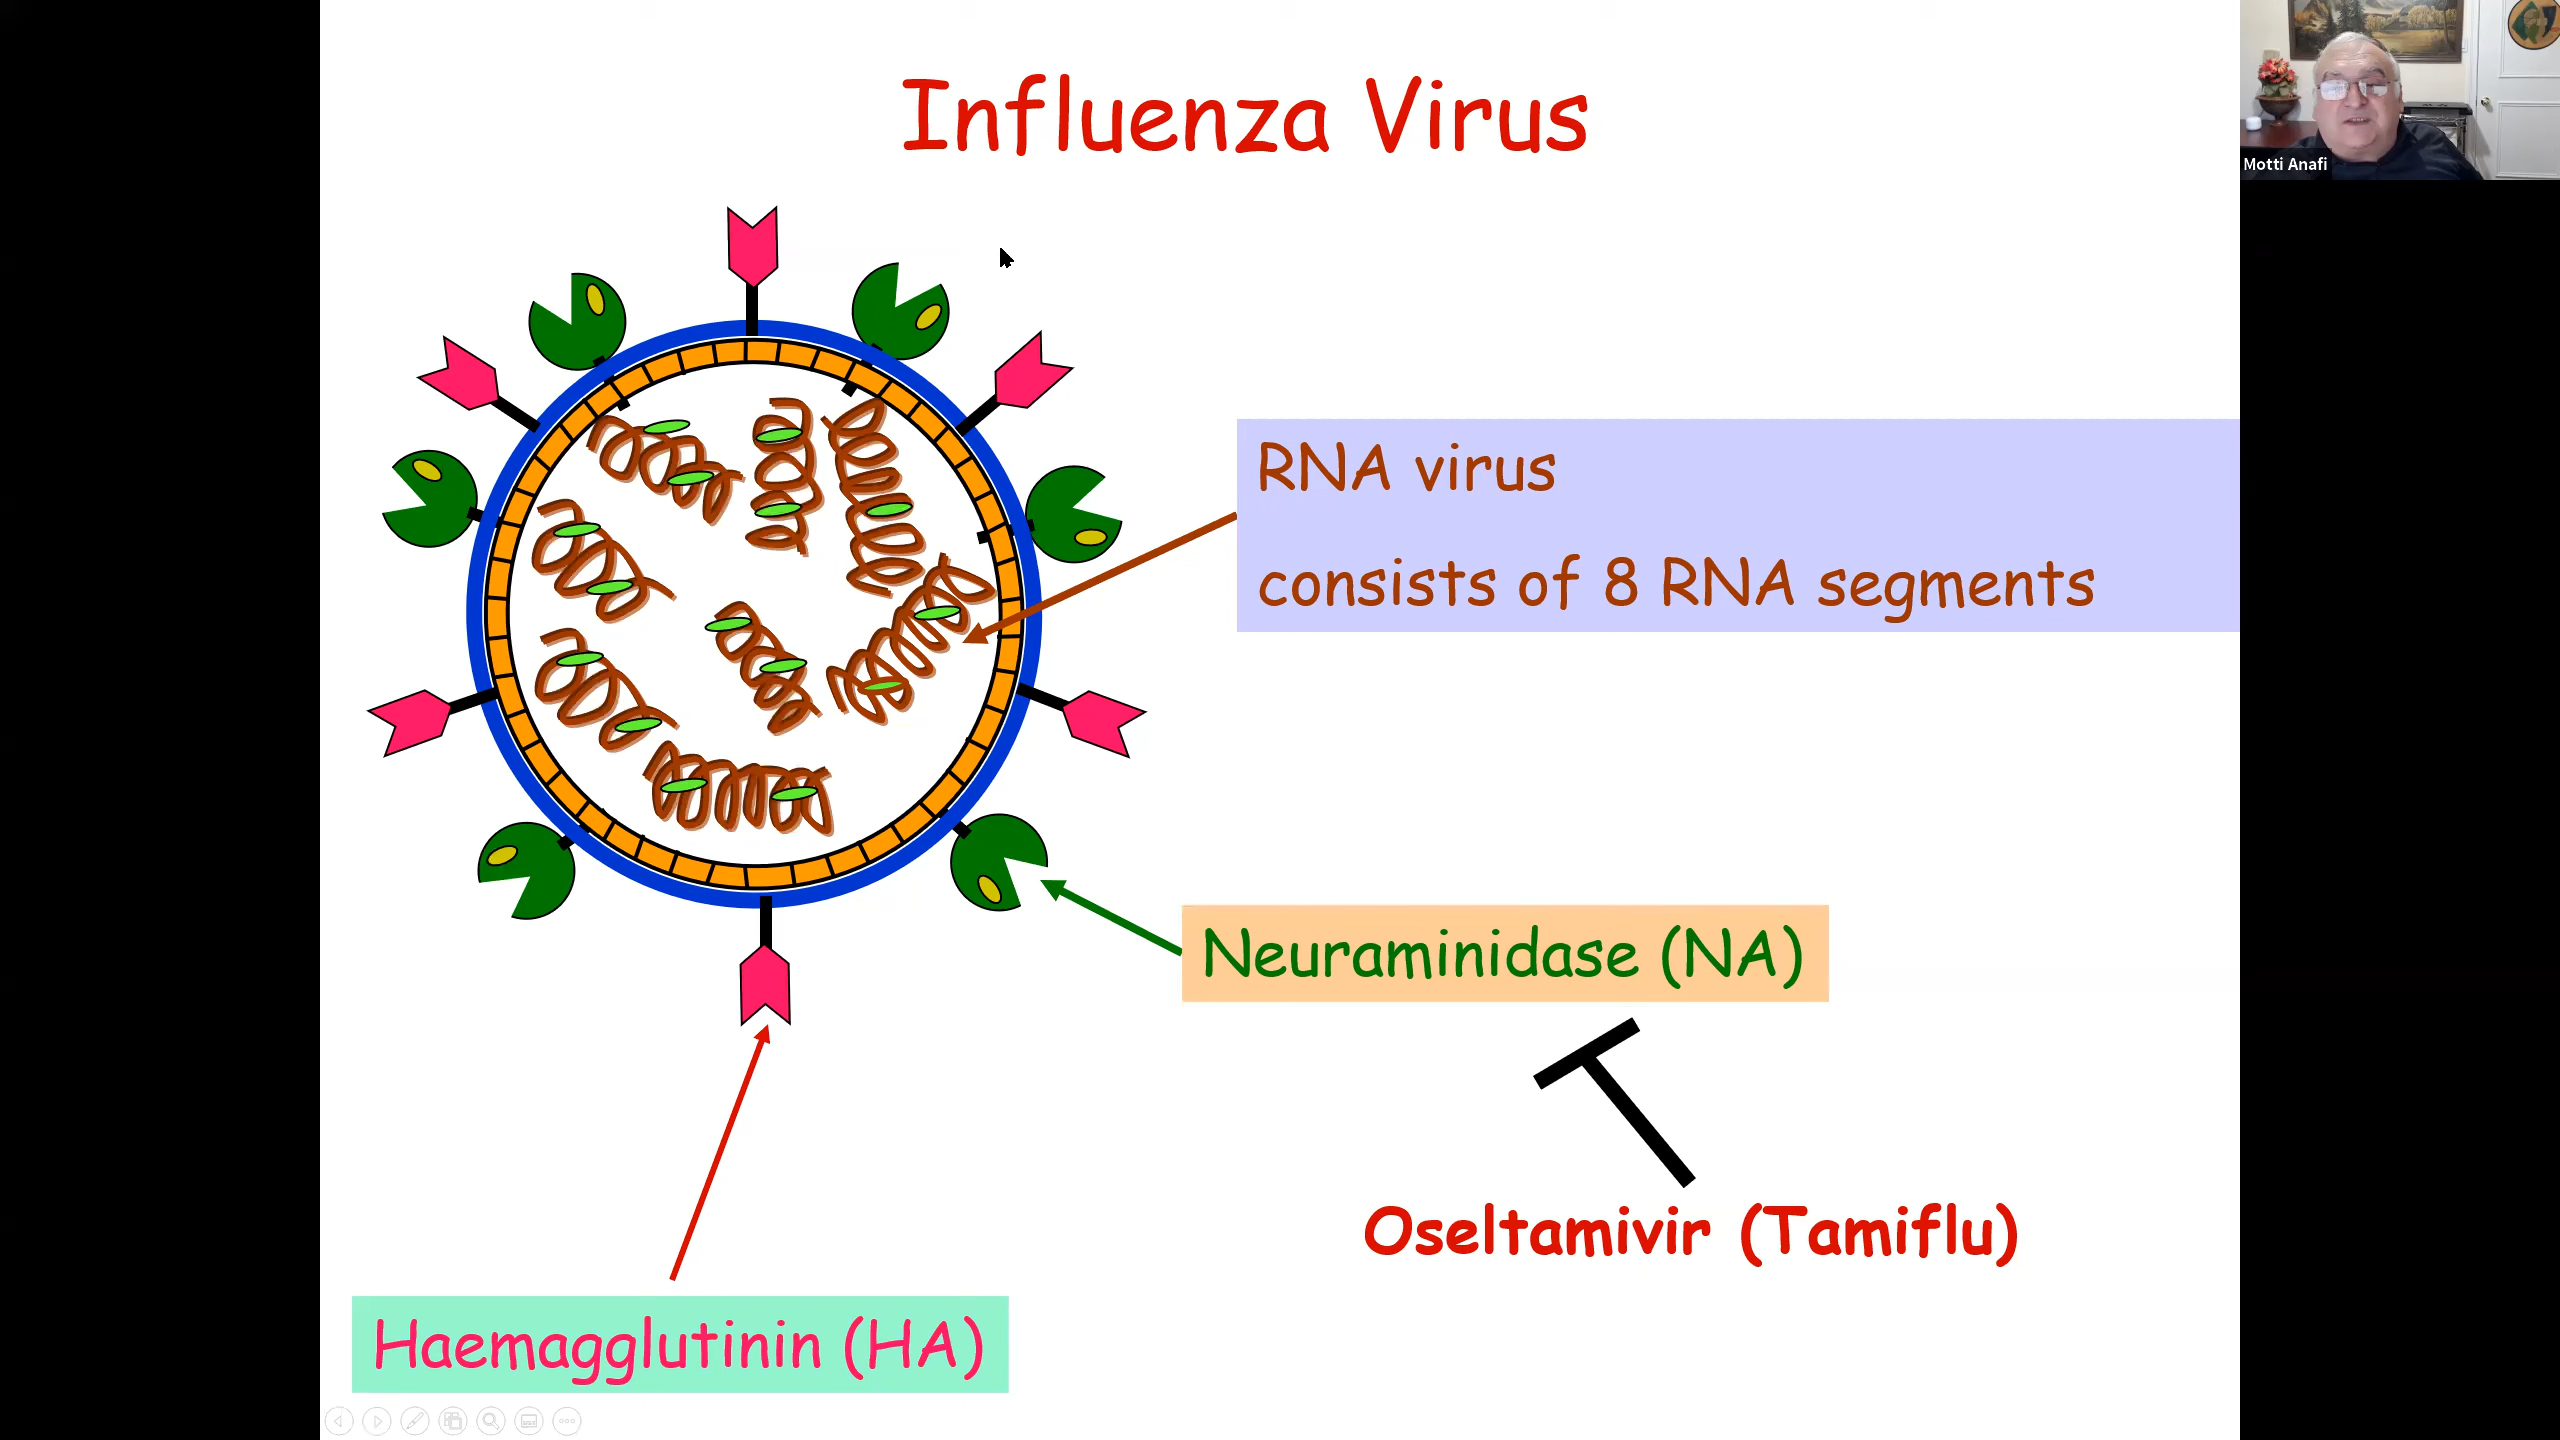 Influenza Virus
Motti Anafi
RNA virus
consists of 8 RNA segments
Neuraminidase (NA)
Oseltamivir (Tamiflu)
Haemagglutinin (HA)